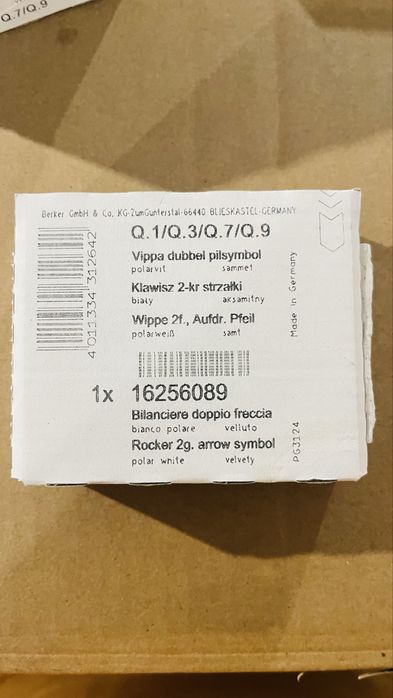 Q.7/Q.9
Berker GmbH & Co. KG-ZumGunterstal-66440 BLIESKASTEL-GERMANY
Q.1/Q.3/Q.7/Q.9
Vippa dubbel pilsymbol
polarvit sammet
Klawisz 2-kr strzałki
biały aksamitny
Wippe 2f., Aufdr. Pfeil
polarweiß samt
1x 16256089
Bilanciere doppio freccia
bianco polare velluto
Rocker 2g. arrow symbol
polar white velvety
4 011334 312642
Made in Germany
PG3124